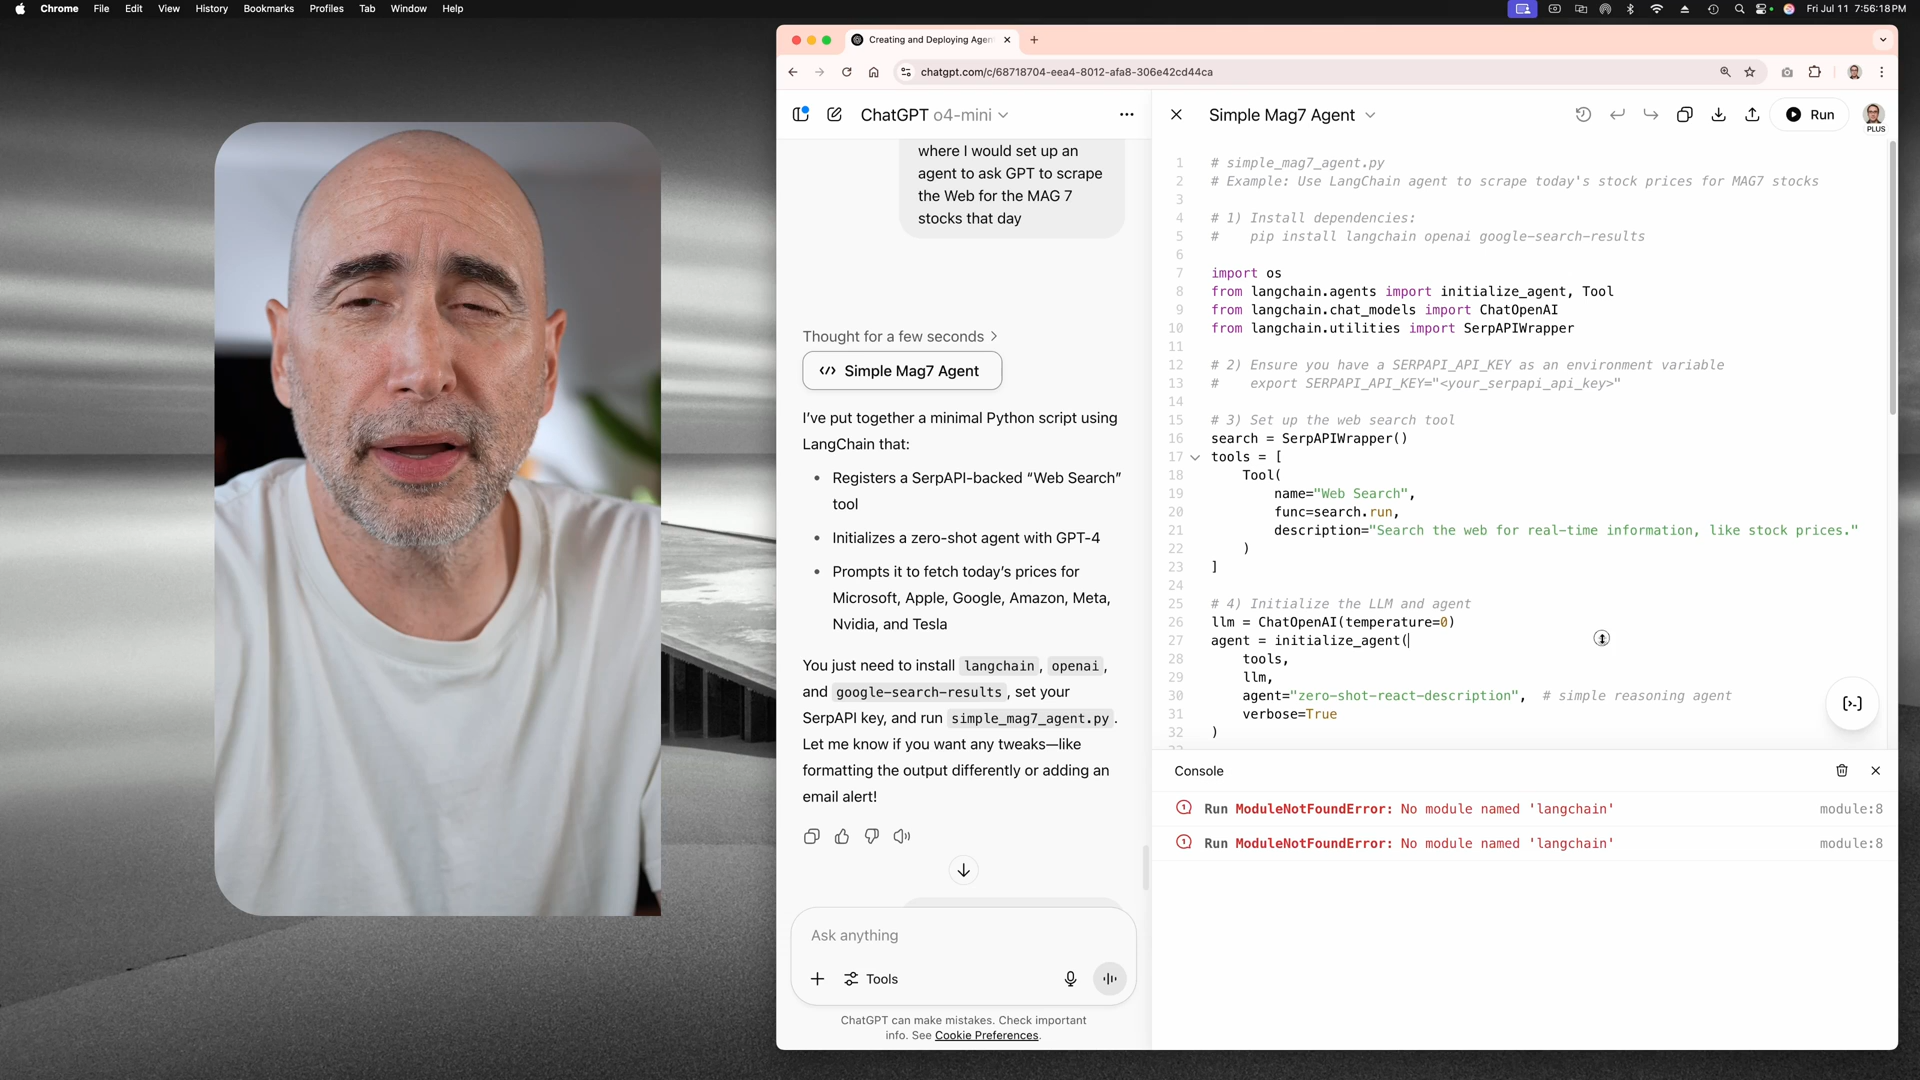 Chrome File Edit View History Bookmarks Profiles Tab Window Help
Fri Jul 11 7:56:18 PM
Creating and Deploying Agen
chatgpt.com/c/68718704-eea4-8012-afa8-306e42cd44ca
ChatGPT o4-mini
where I would set up an
agent to ask GPT to scrape
the Web for the MAG 7
stocks that day
Thought for a few seconds
Simple Mag7 Agent
I've put together a minimal Python script using
LangChain that:
• Registers a SerpAPI-backed “Web Search”
tool
• Initializes a zero-shot agent with GPT-4
• Prompts it to fetch today's prices for
Microsoft, Apple, Google, Amazon, Meta,
Nvidia, and Tesla
You just need to install langchain, openai,
and google-search-results, set your
SerpAPI key, and run simple_mag7_agent.py.
Let me know if you want any tweaks—like
formatting the output differently or adding an
email alert!
Ask anything
Tools
ChatGPT can make mistakes. Check important
info. See Cookie Preferences.
Simple Mag7 Agent
Run
PLUS
1 # simple_mag7_agent.py
2 # Example: Use LangChain agent to scrape today's stock prices for MAG7 stocks
3
4 # 1) Install dependencies:
5 #    pip install langchain openai google-search-results
6
7 import os
8 from langchain.agents import initialize_agent, Tool
9 from langchain.chat_models import ChatOpenAI
10 from langchain.utilities import SerpAPIWrapper
11
12 # 2) Ensure you have a SERPAPI_API_KEY as an environment variable
13 #    export SERPAPI_API_KEY="<your_serpapi_api_key>"
14
15 # 3) Set up the web search tool
16 search = SerpAPIWrapper()
17 tools = [
18     Tool(
19         name="Web Search",
20         func=search.run,
21         description="Search the web for real-time information, like stock prices."
22     )
23 ]
24
25 # 4) Initialize the LLM and agent
26 llm = ChatOpenAI(temperature=0)
27 agent = initialize_agent(
28     tools,
29     llm,
30     agent="zero-shot-react-description",  # simple reasoning agent
31     verbose=True
32 )
Console
Run ModuleNotFoundError: No module named 'langchain' module:8
Run ModuleNotFoundError: No module named 'langchain' module:8